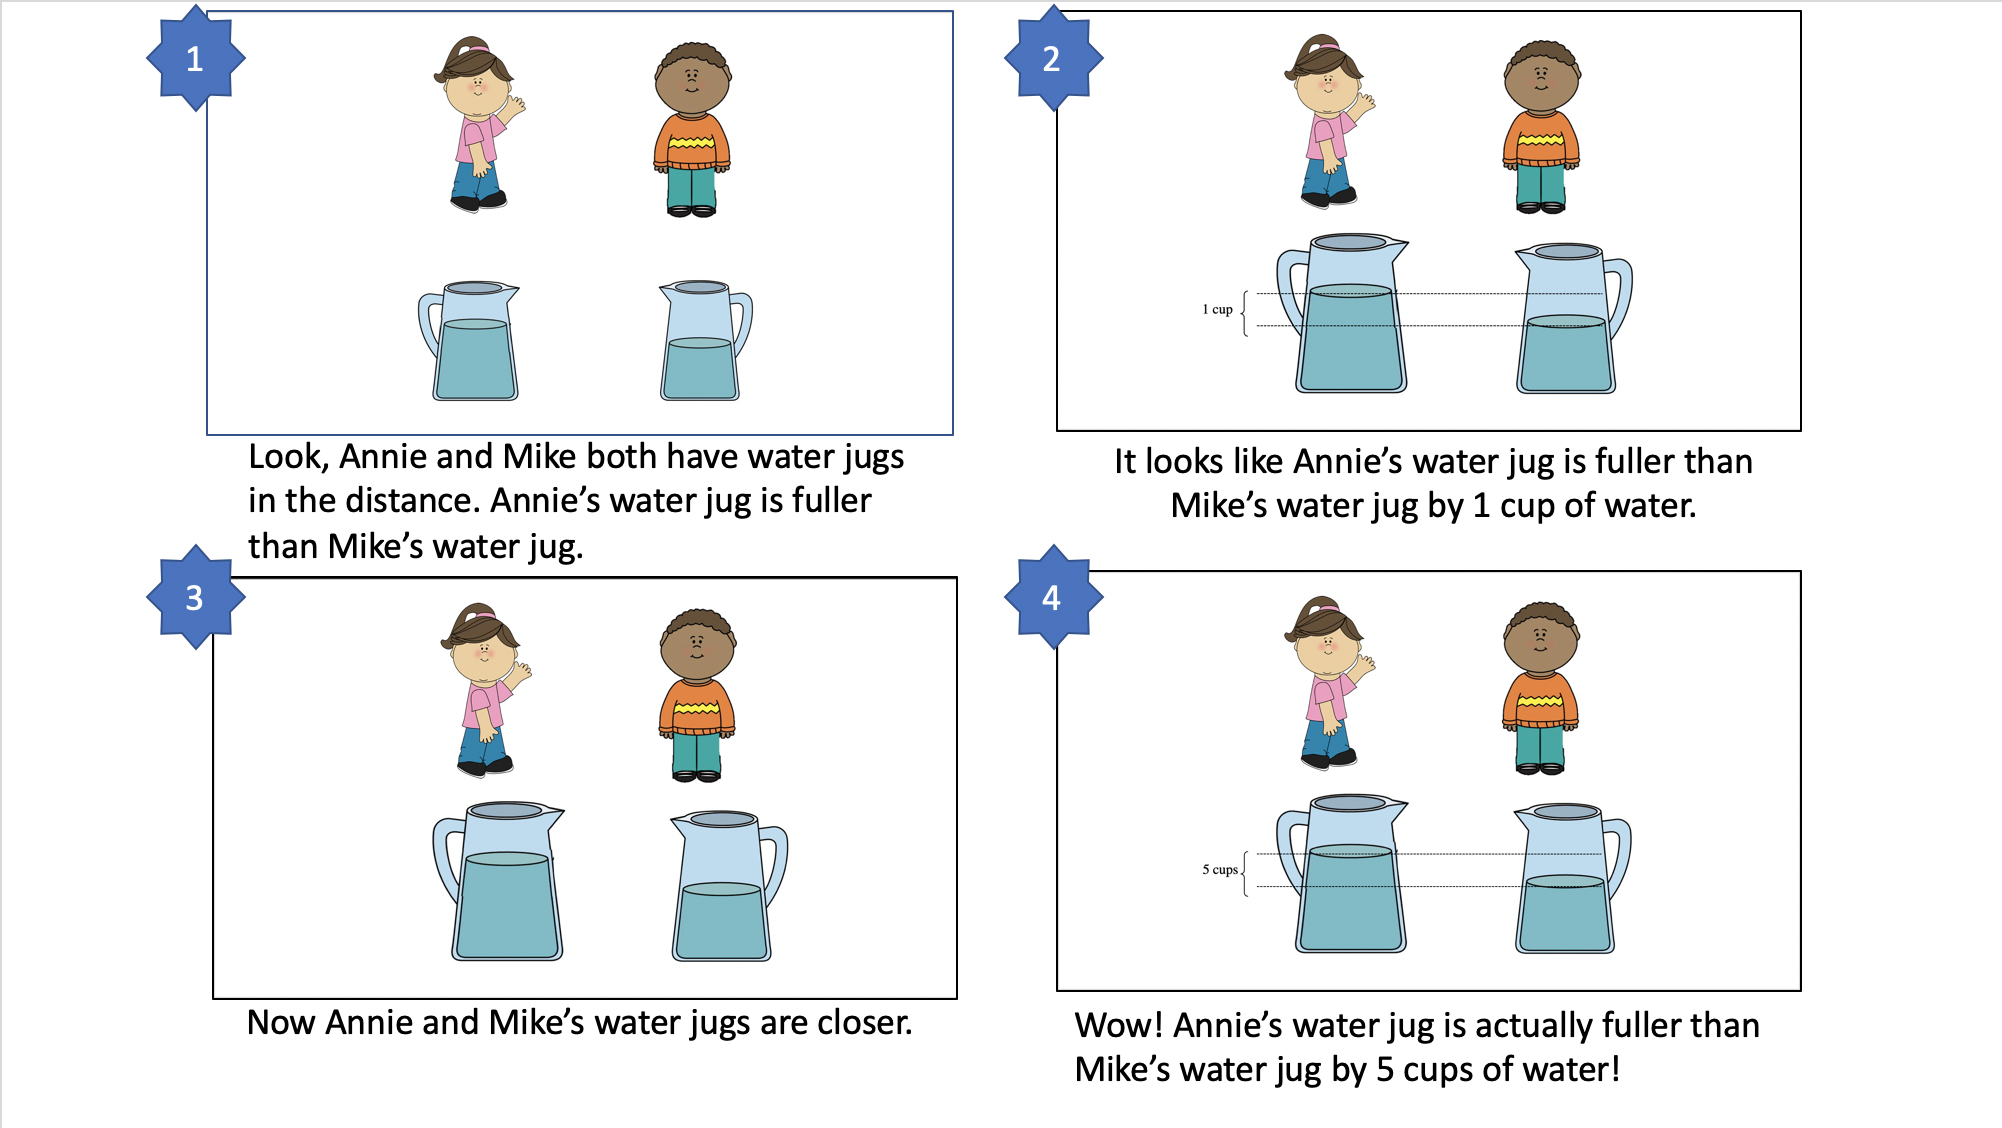 1
Look, Annie and Mike both have water jugs
in the distance. Annie’s water jug is fuller
than Mike’s water jug.
2
1 cup
It looks like Annie’s water jug is fuller than
Mike’s water jug by 1 cup of water.
3
Now Annie and Mike’s water jugs are closer.
4
5 cups
Wow! Annie’s water jug is actually fuller than
Mike’s water jug by 5 cups of water!